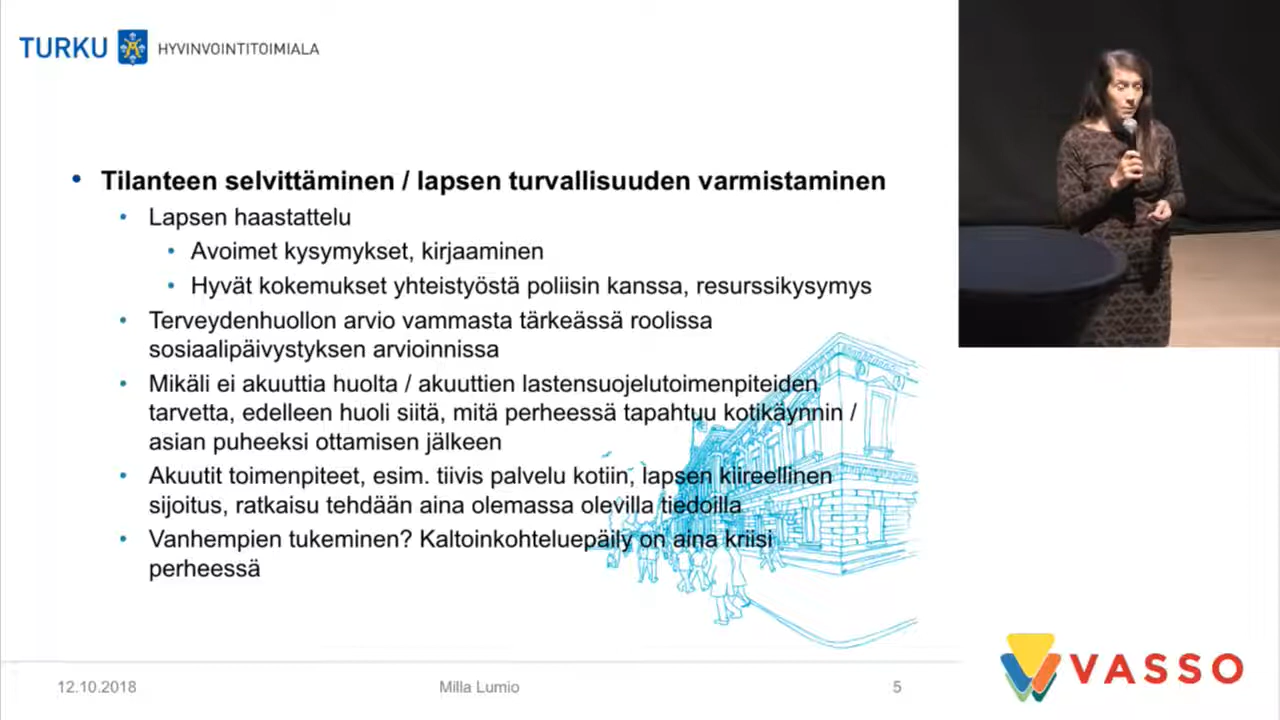 TURKU HYVINVOINTITOIMIALA
• Tilanteen selvittäminen / lapsen turvallisuuden varmistaminen
• Lapsen haastattelu
• Avoimet kysymykset, kirjaaminen
• Hyvät kokemukset yhteistyöstä poliisin kanssa, resurssikysymys
• Terveydenhuollon arvio vammasta tärkeässä roolissa
sosiaalipäivystyksen arvioinnissa
• Mikäli ei akuuttia huolta / akuuttien lastensuojelutoimenpiteiden
tarvetta, edelleen huoli siitä, mitä perheessä tapahtuu kotikäynnin /
asian puheeksi ottamisen jälkeen
• Akuutit toimenpiteet, esim. tiivis palvelu kotiin, lapsen kiireellinen
sijoitus, ratkaisu tehdään aina olemassa olevilla tiedoilla
• Vanhempien tukeminen? Kaltoinkohteluepäily on aina kriisi
perheessä
12.10.2018 Milla Lumio 5
VASSO